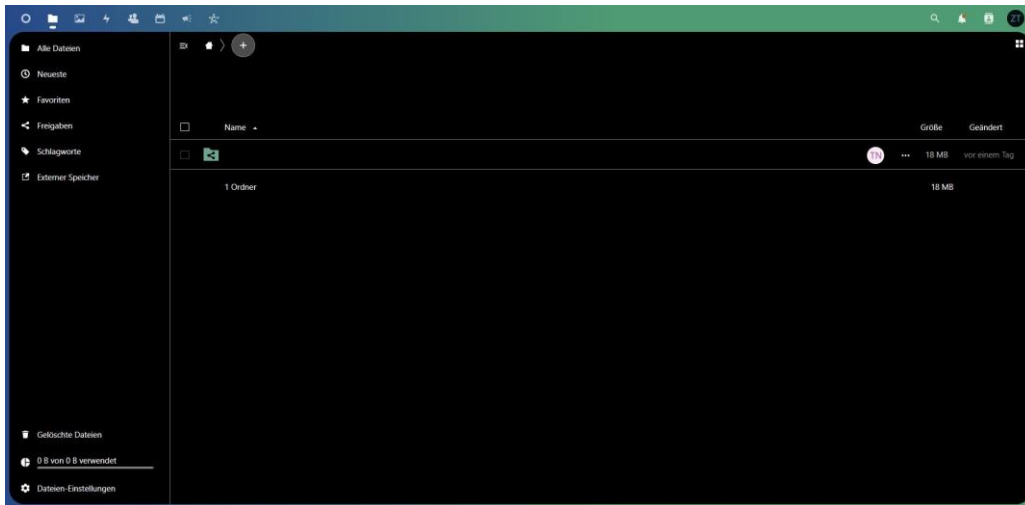 ZT
Alle Dateien
Neueste
Favoriten
Freigaben
Schlagworte
Externer Speicher
Name
Größe
Geändert
TN
18 MB
vor einem Tag
1 Ordner
18 MB
Gelöschte Dateien
0 B von 0 B verwendet
Dateien-Einstellungen